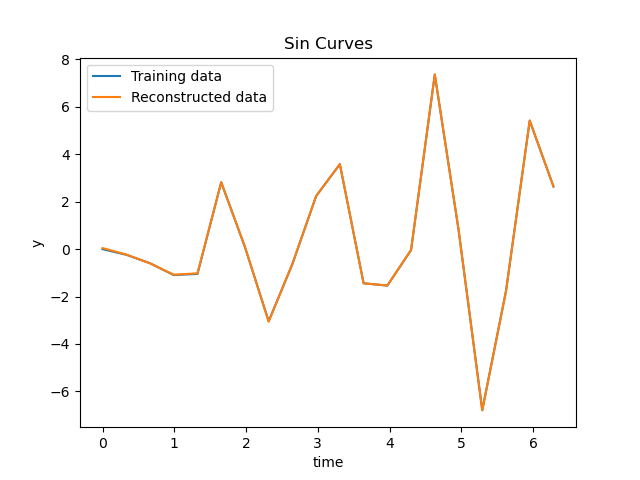 Sin Curves
Training data
Reconstructed data
8
6
4
2
0
−2
−4
−6
y
0 1 2 3 4 5 6
time